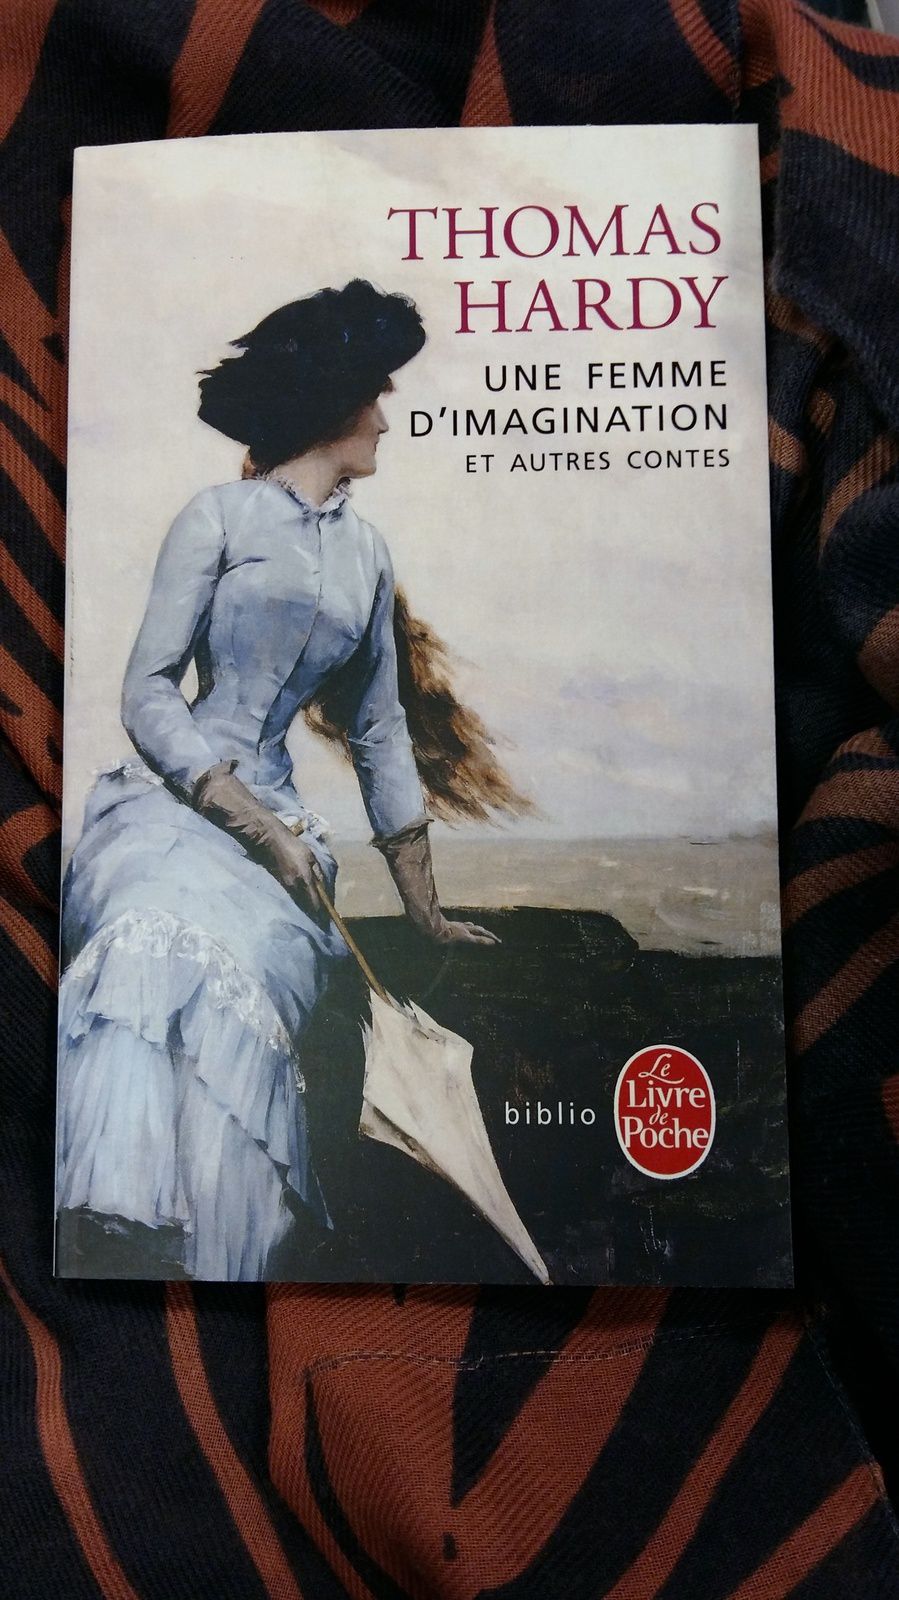 THOMAS
HARDY
UNE FEMME
D'IMAGINATION
ET AUTRES CONTES
biblio
Le
Livre
de
Poche